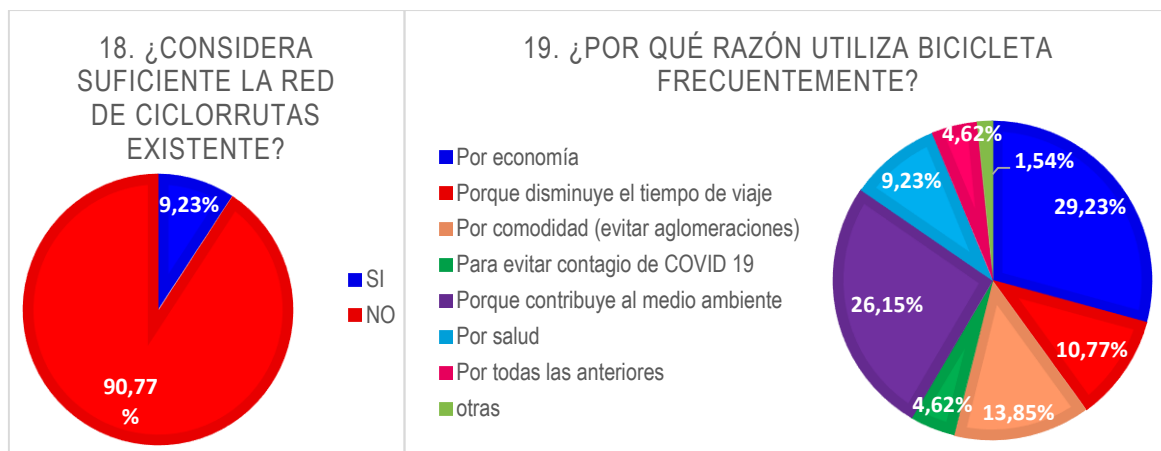 18. ¿CONSIDERA
SUFICIENTE LA RED
DE CICLORRUTAS
EXISTENTE?
9,23%
90,77
%
SI
NO
19. ¿POR QUÉ RAZÓN UTILIZA BICICLETA
FRECUENTEMENTE?
Por economía
Porque disminuye el tiempo de viaje
Por comodidad (evitar aglomeraciones)
Para evitar contagio de COVID 19
Porque contribuye al medio ambiente
Por salud
Por todas las anteriores
otras
4,62%
1,54%
9,23%
29,23%
26,15%
10,77%
4,62%
13,85%